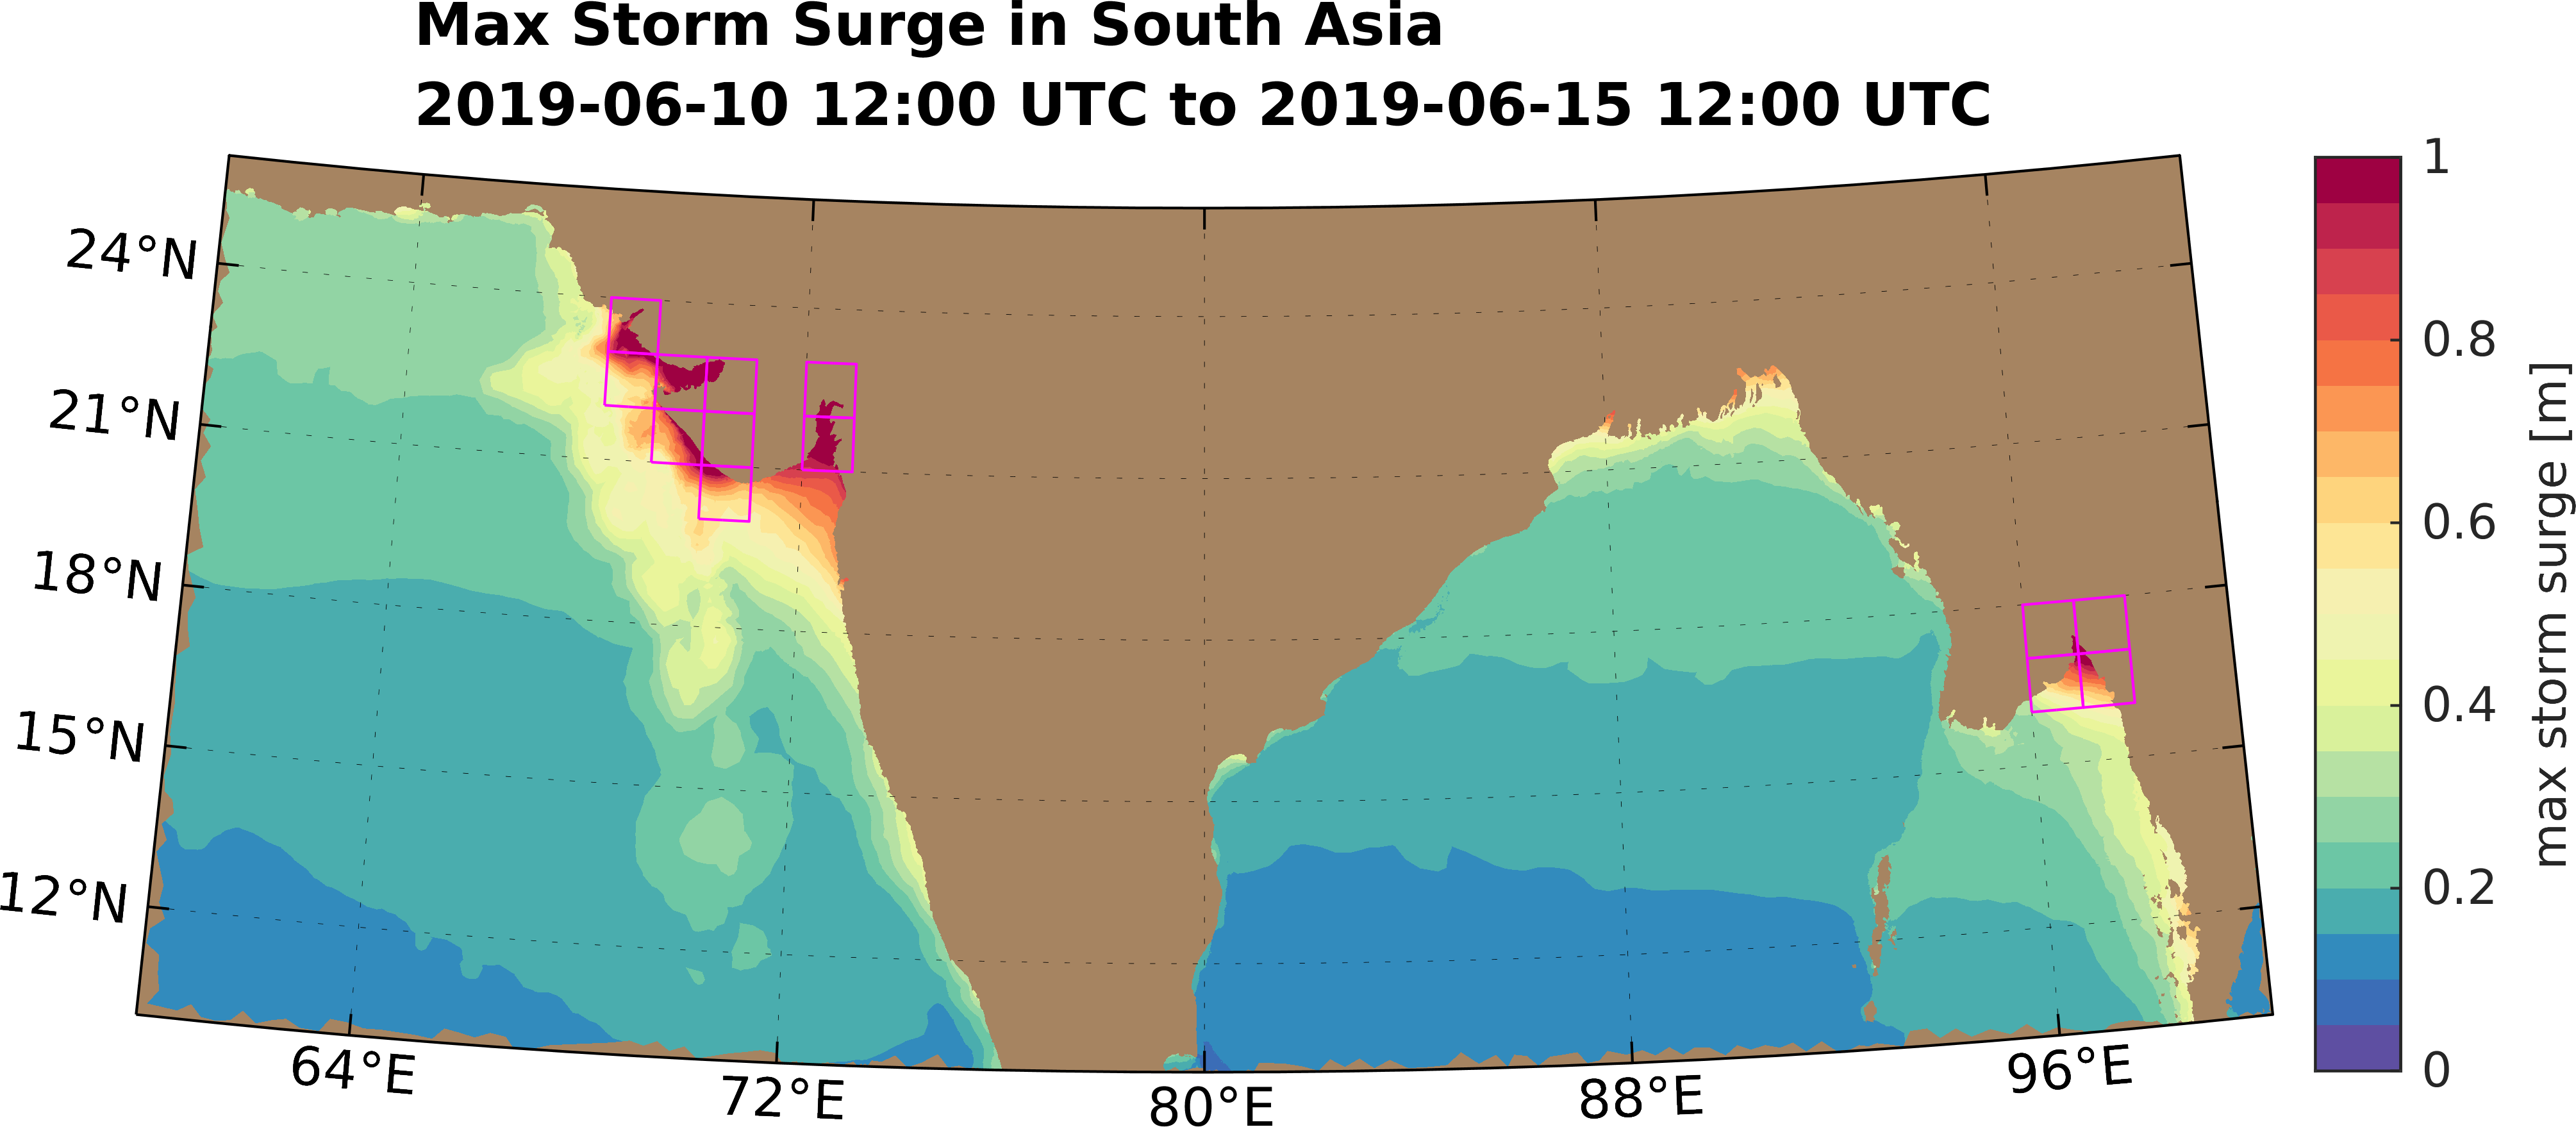 Max Storm Surge in South Asia
2019-06-10 12:00 UTC to 2019-06-15 12:00 UTC
24°N
21°N
18°N
15°N
12°N
64°E
72°E
80°E
88°E
96°E
1
0.8
0.6
0.4
0.2
0
max storm surge [m]